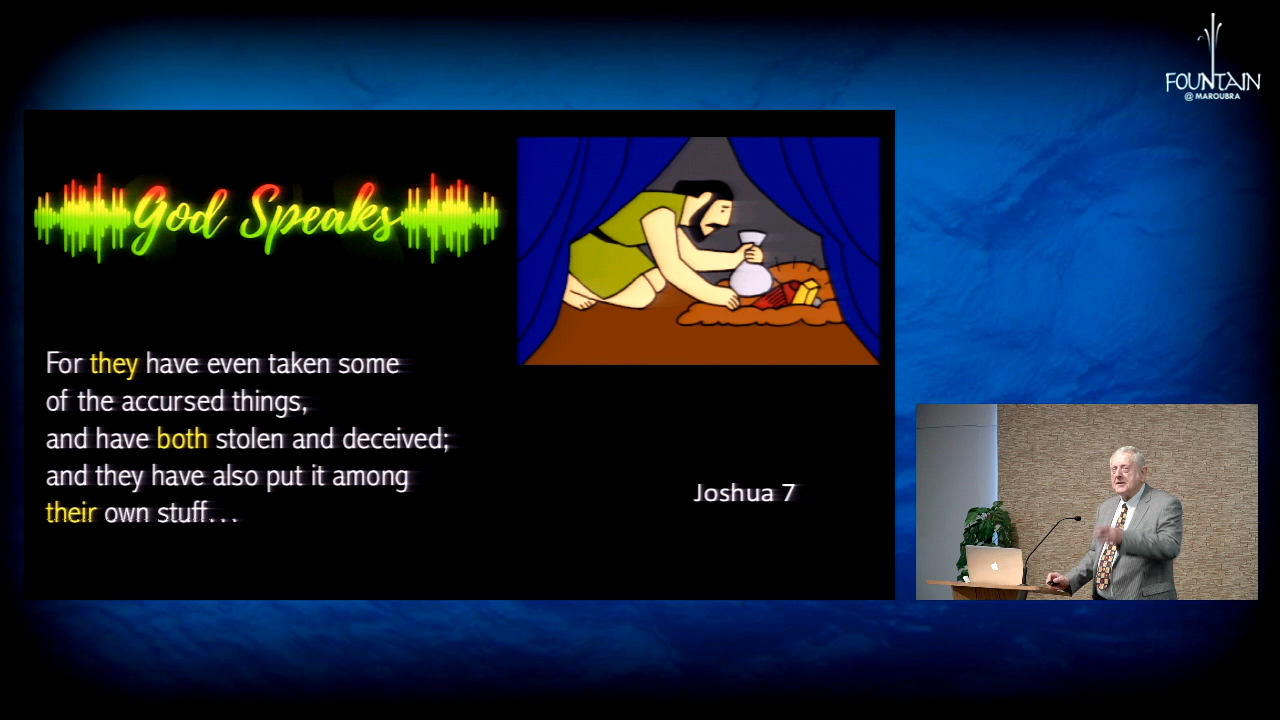 FOUNTAIN
@ MAROUBRA
God Speaks
For they have even taken some
of the accursed things,
and have both stolen and deceived;
and they have also put it among
their own stuff...
Joshua 7